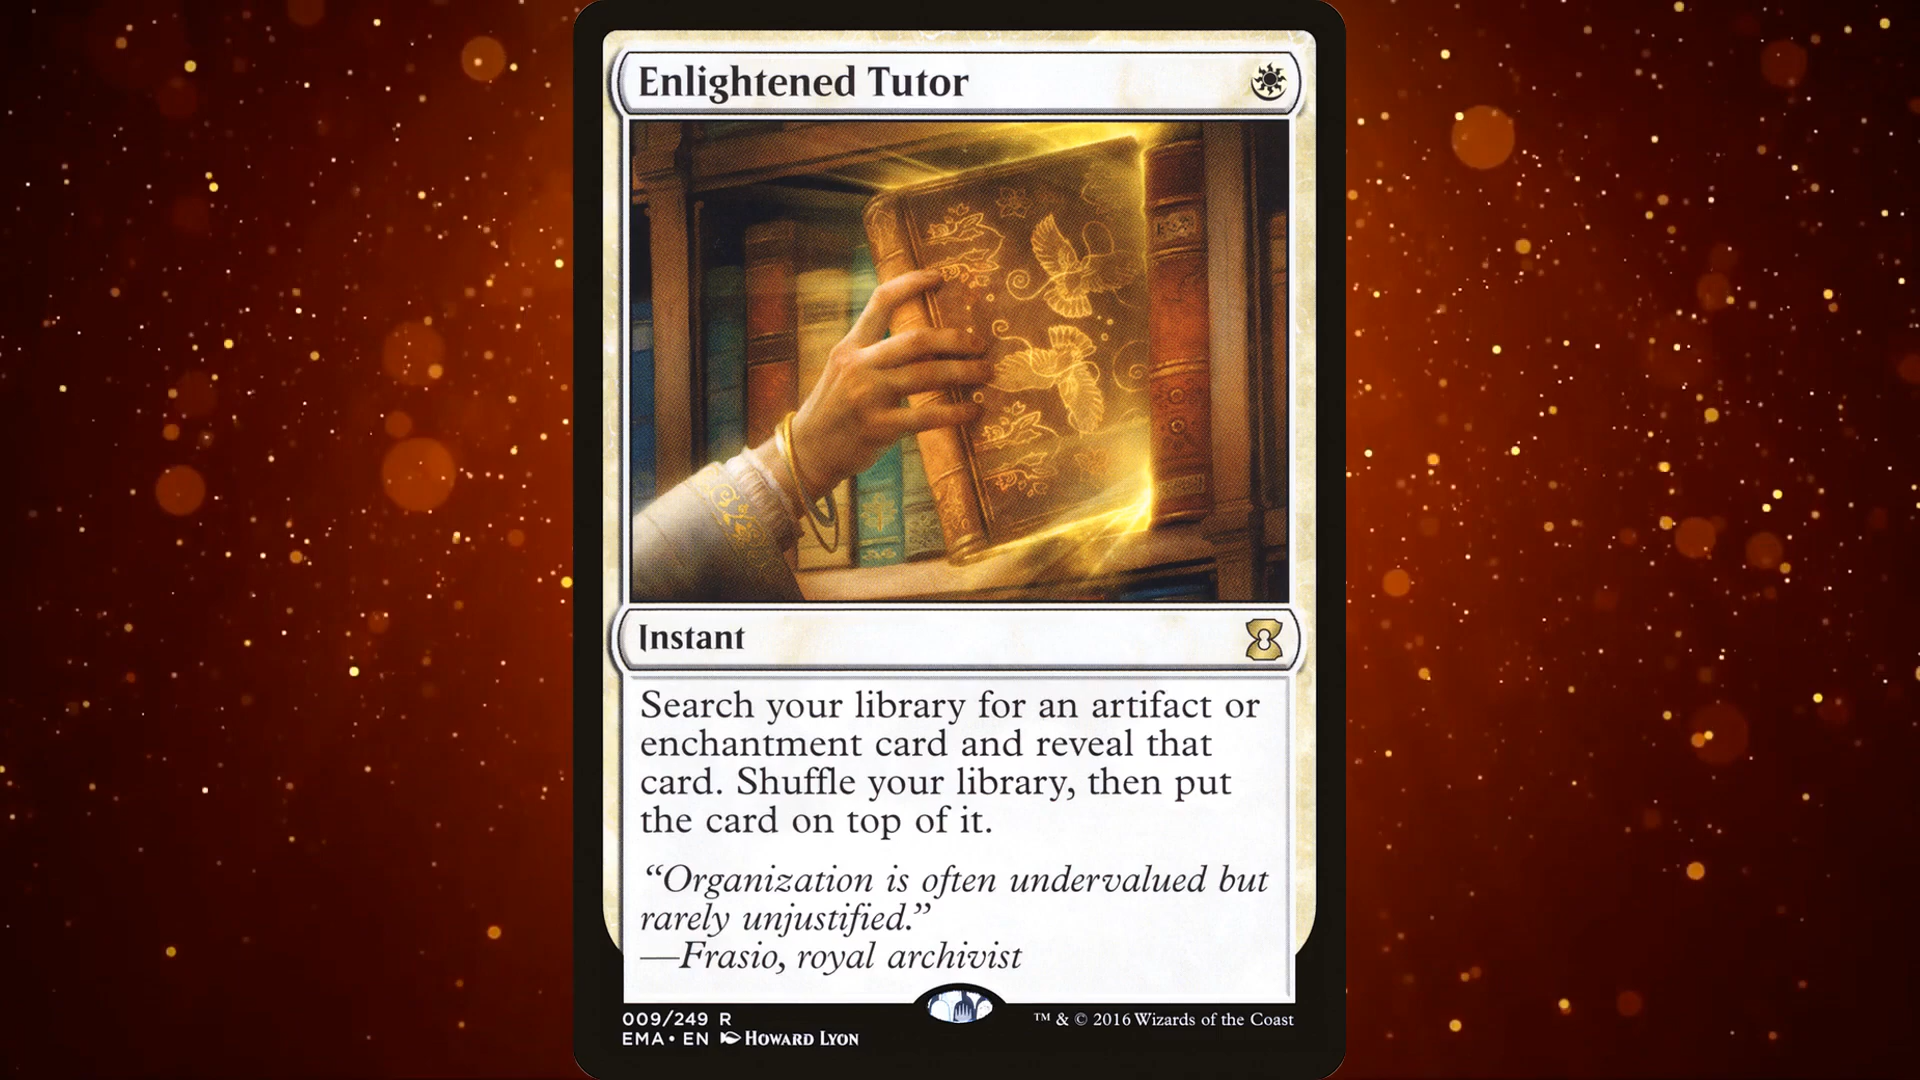 Enlightened Tutor
Instant
Search your library for an artifact or
enchantment card and reveal that
card. Shuffle your library, then put
the card on top of it.
“Organization is often undervalued but
rarely unjustified.”
—Frasio, royal archivist
009/249 R
EMA • EN Howard Lyon
™ & © 2016 Wizards of the Coast